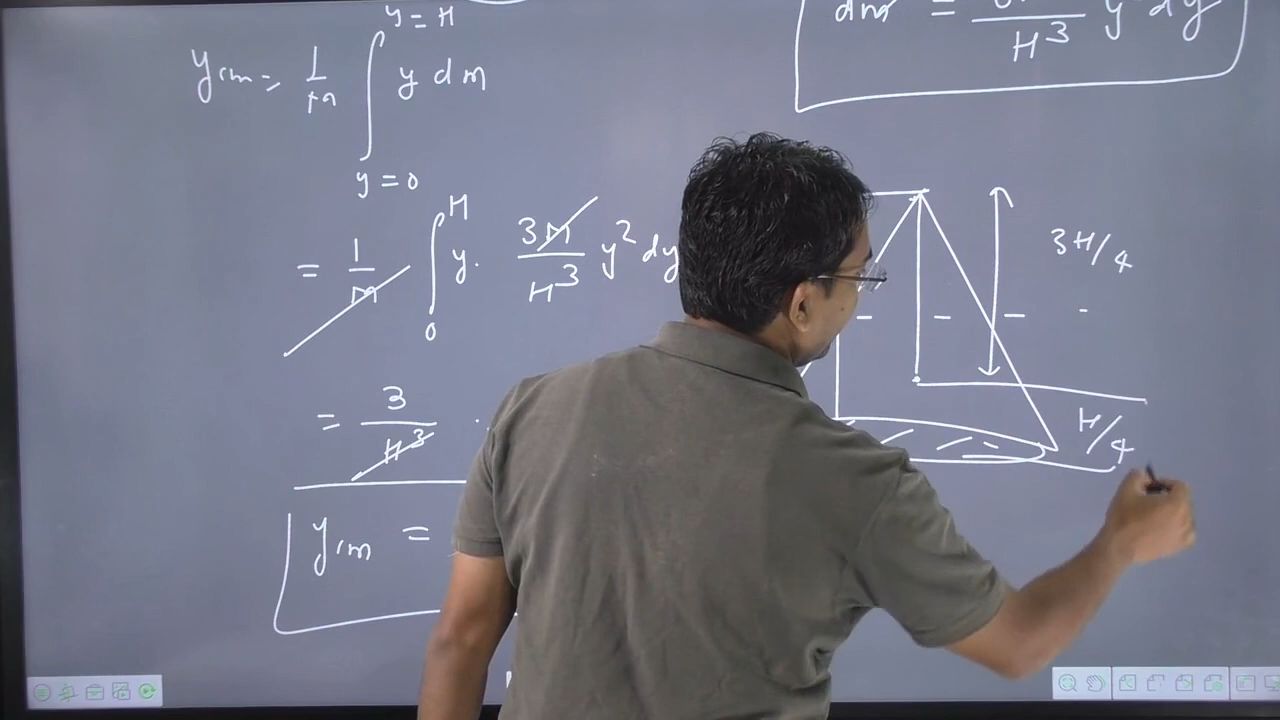 y = H
y_cm = 1/m ∫ y dm
y = 0
dm = / H³ y dy
= 1/M ∫₀ᴴ y. 3M/H³ y² dy
3H/4
= 3/H³ .
H/4
y_cm =